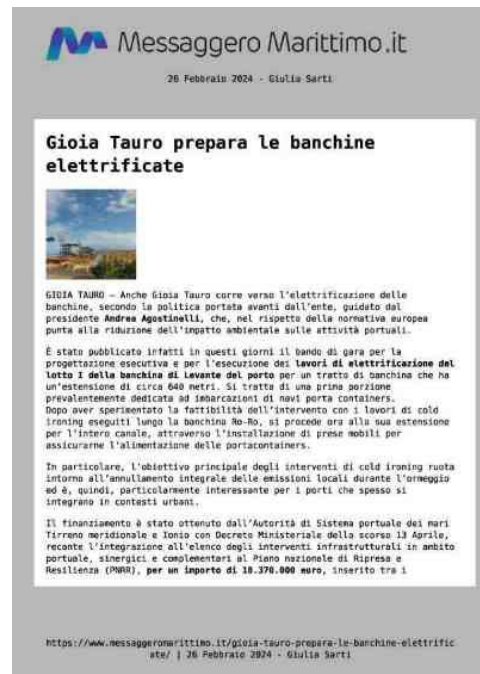 Messaggero Marittimo.it
26 Febbraio 2024 - Giulia Sarti
Gioia Tauro prepara le banchine
elettrificate
GIOIA TAURO – Anche Gioia Tauro corre verso l'elettrificazione delle
banchine, secondo la politica portata avanti dall'ente, guidato dal
presidente Andrea Agostinelli, che, nel rispetto della normativa europea
punta alla riduzione dell'impatto ambientale sulle attività portuali.
È stato pubblicato infatti in questi giorni il bando di gara per la
progettazione esecutiva e per l'esecuzione dei lavori di elettrificazione del
lotto I della banchina di Levante del porto per un tratto di banchina che ha
un'estensione di circa 640 metri. Si tratta di una prima porzione
prevalentemente dedicata ad imbarcazioni di navi porta containers.
Dopo aver sperimentato la fattibilità dell'intervento con i lavori di cold
ironing eseguiti lungo la banchina Ro-Ro, si procede ora alla sua estensione
per l'intero canale, attraverso l'installazione di prese mobili per
assicurarne l'alimentazione delle portacontainers.
In particolare, l'obiettivo principale degli interventi di cold ironing ruota
intorno all'annullamento integrale delle emissioni locali durante l'ormeggio
ed è, quindi, particolarmente interessante per i porti che spesso si
integrano in contesti urbani.
Il finanziamento è stato ottenuto dall'Autorità di Sistema portuale dei mari
Tirreno meridionale e Ionio con Decreto Ministeriale dello scorso 13 Aprile,
recante l'integrazione all'elenco degli interventi infrastrutturali in ambito
portuale, sinergici e complementari al Piano nazionale di Ripresa e
Resilienza (PNRR), per un importo di 18.370.000 euro, inserito tra i
https://www.messaggeromarittimo.it/gioia-tauro-prepara-le-banchine-elettrific
ate/ | 26 Febbraio 2024 - Giulia Sarti